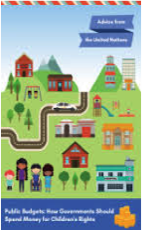 Advice from
the United Nations
Public Budgets: How Governments Should
Spend Money for Children's Rights